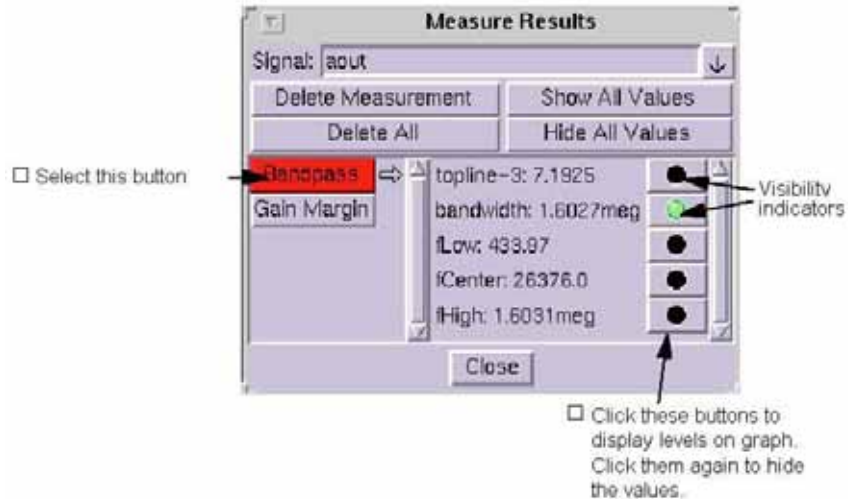 Measure Results
Signal: aout
Delete Measurement
Show All Values
Delete All
Hide All Values
□ Select this button
Bandpass
Gain Margin
topline-3: 7.1925
bandwidth: 1.6027meg
fLow: 433.97
fCenter: 26376.0
fHigh: 1.6031meg
Visibility
indicators
Close
□ Click these buttons to
display levels on graph.
Click them again to hide
the values.